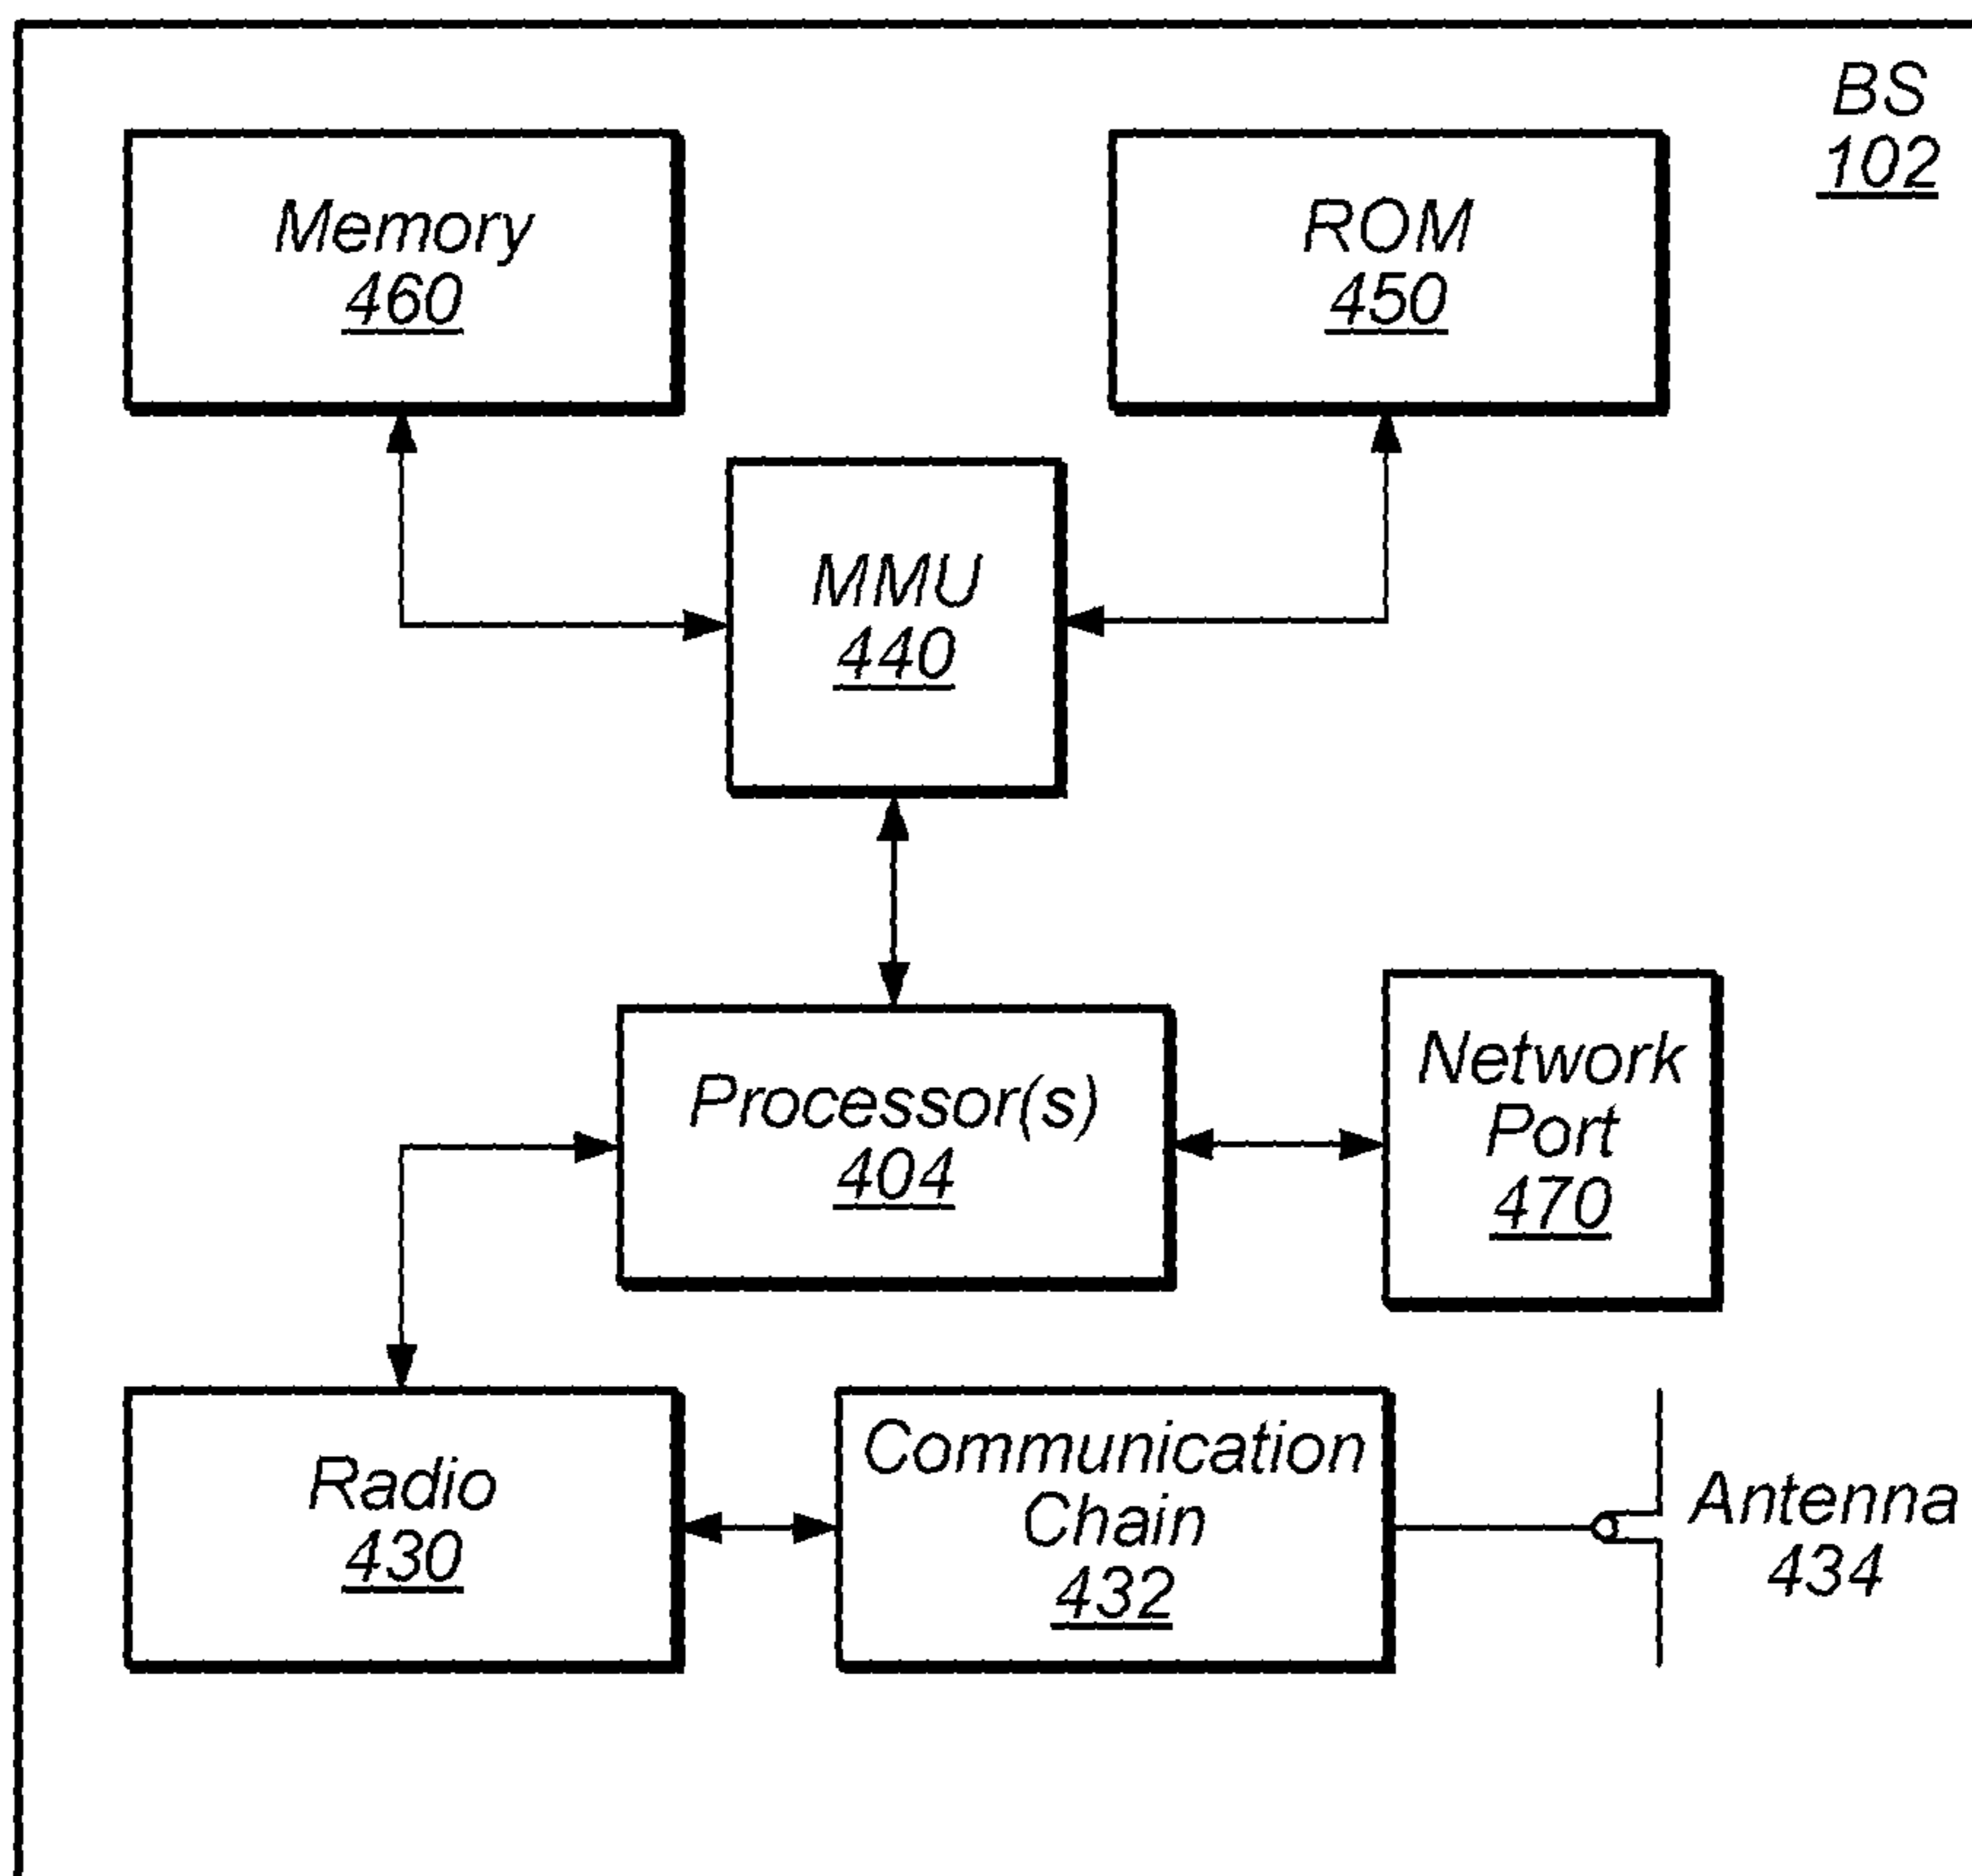 BS
102
Memory
460
ROM
450
MMU
440
Processor(s)
404
Network
Port
470
Radio
430
Communication
Chain
432
Antenna
434